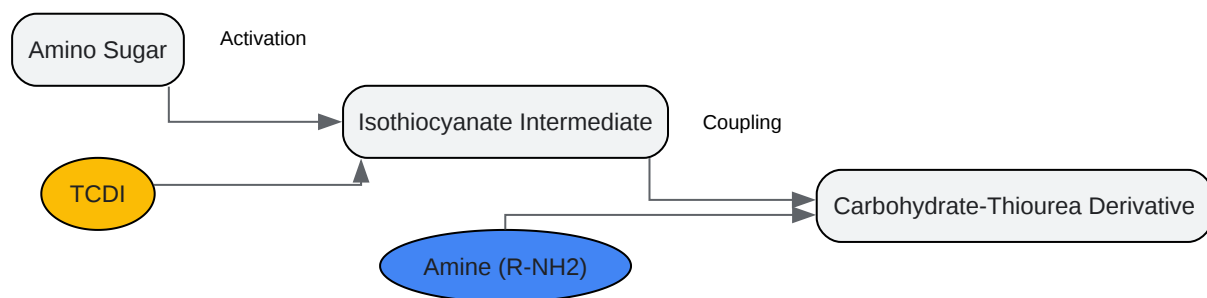 Amino Sugar
Activation
Isothiocyanate Intermediate
Coupling
TCDI
Carbohydrate-Thiourea Derivative
Amine (R-NH2)